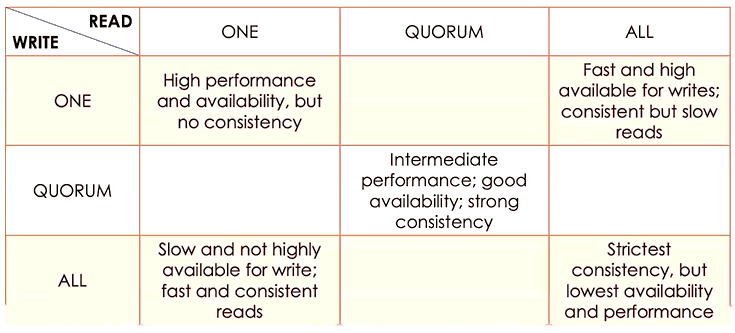 READ
WRITE
ONE
QUORUM
ALL
ONE
High performance
and availability, but
no consistency
Fast and high
available for writes;
consistent but slow
reads
QUORUM
Intermediate
performance; good
availability; strong
consistency
ALL
Slow and not highly
available for write;
fast and consistent
reads
Strictest
consistency, but
lowest availability
and performance